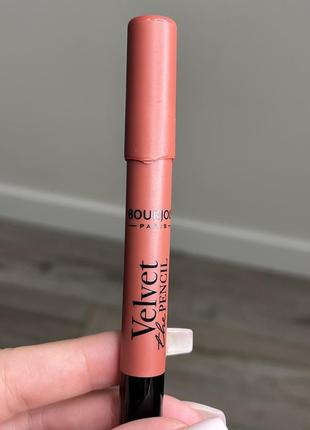 BOURJOIS
PARIS
Velvet
the PENCIL